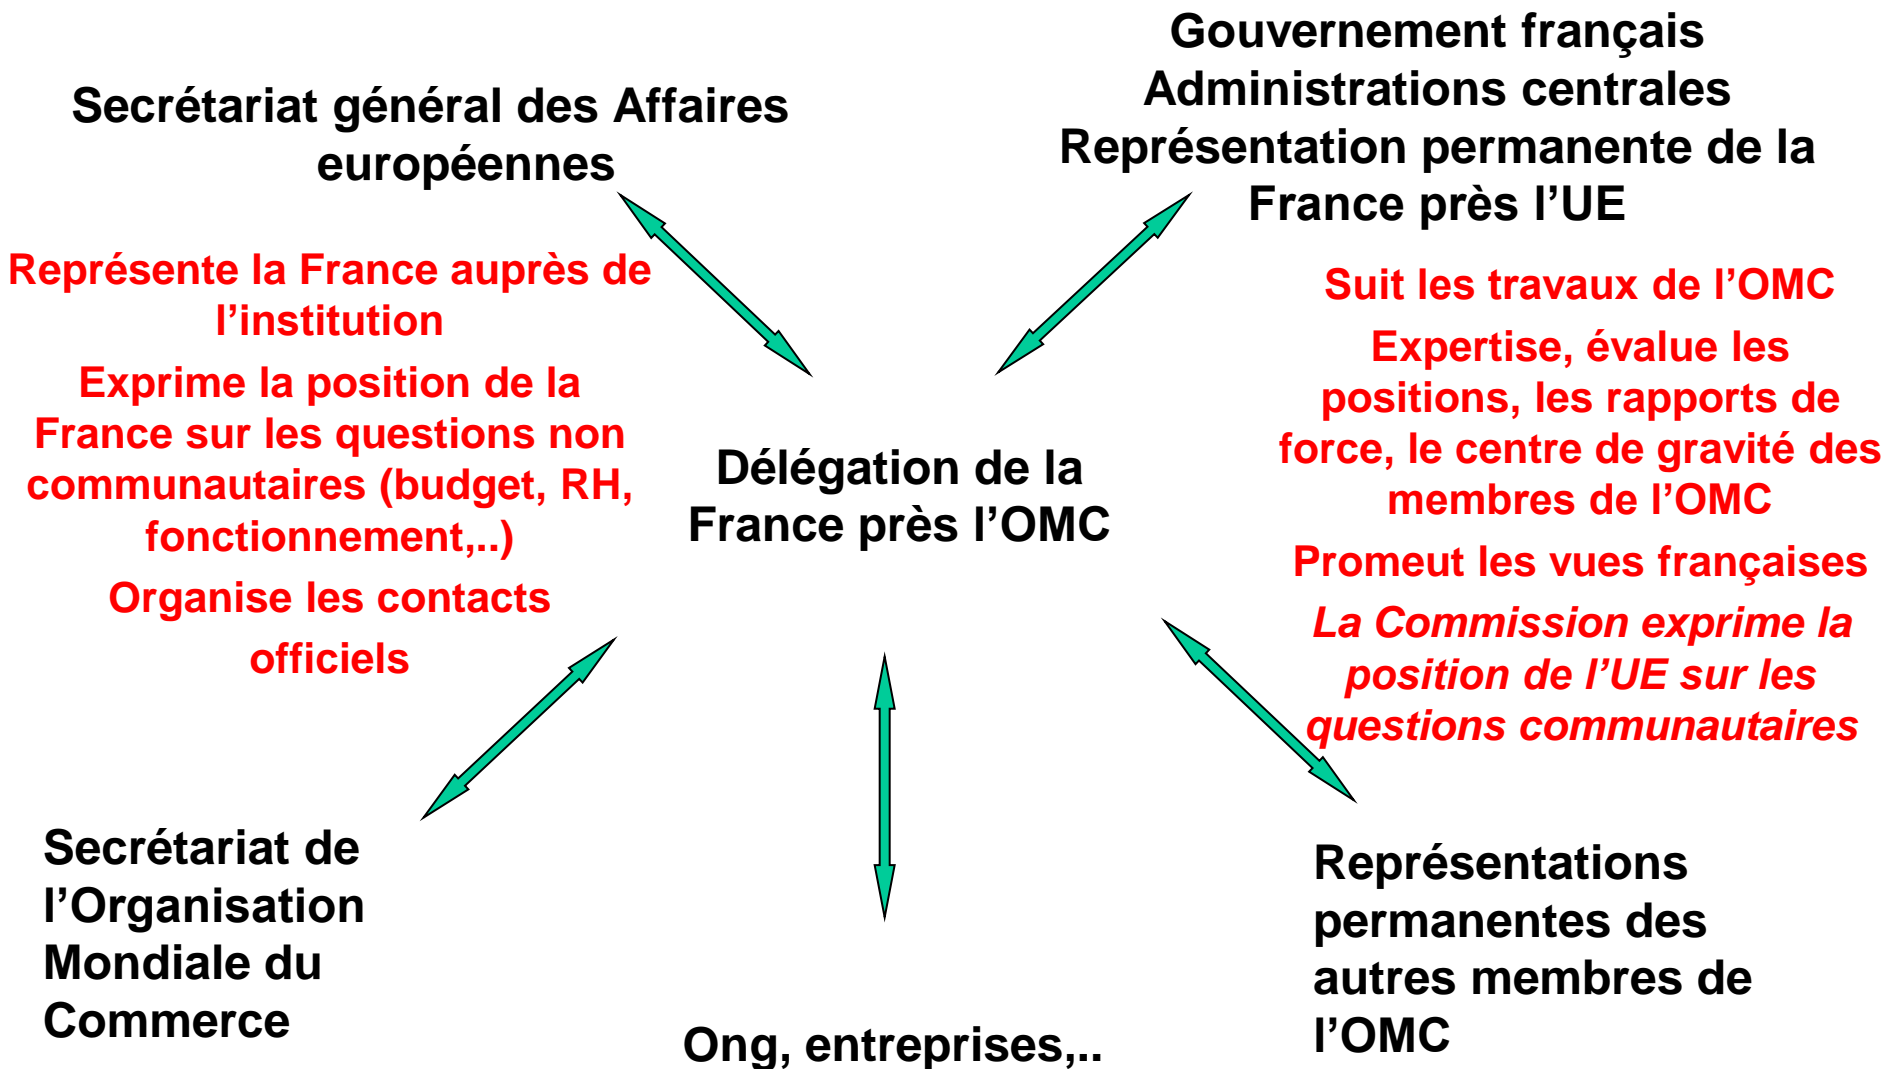 Secrétariat général des Affaires
européennes
Gouvernement français
Administrations centrales
Représentation permanente de la
France près l’UE
Représente la France auprès de
l’institution
Exprime la position de la
France sur les questions non
communautaires (budget, RH,
fonctionnement,..)
Organise les contacts
officiels
Délégation de la
France près l’OMC
Suit les travaux de l’OMC
Expertise, évalue les
positions, les rapports de
force, le centre de gravité des
membres de l’OMC
Promeut les vues françaises
La Commission exprime la
position de l’UE sur les
questions communautaires
Secrétariat de
l’Organisation
Mondiale du
Commerce
Ong, entreprises,..
Représentations
permanentes des
autres membres de
l’OMC